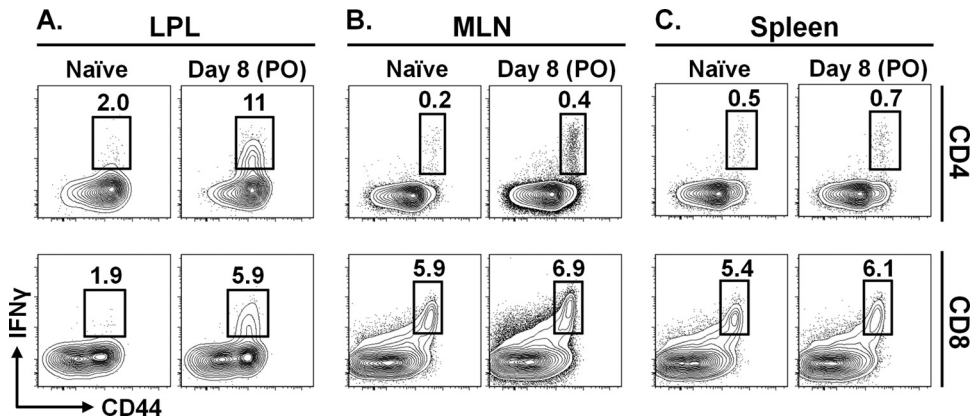 A. LPL B. MLN C. Spleen
Naïve Day 8 (PO) Naïve Day 8 (PO) Naïve Day 8 (PO)
2.0 11 0.2 0.4 0.5 0.7
CD4
1.9 5.9 5.9 6.9 5.4 6.1
CD8
IFNγ
CD44